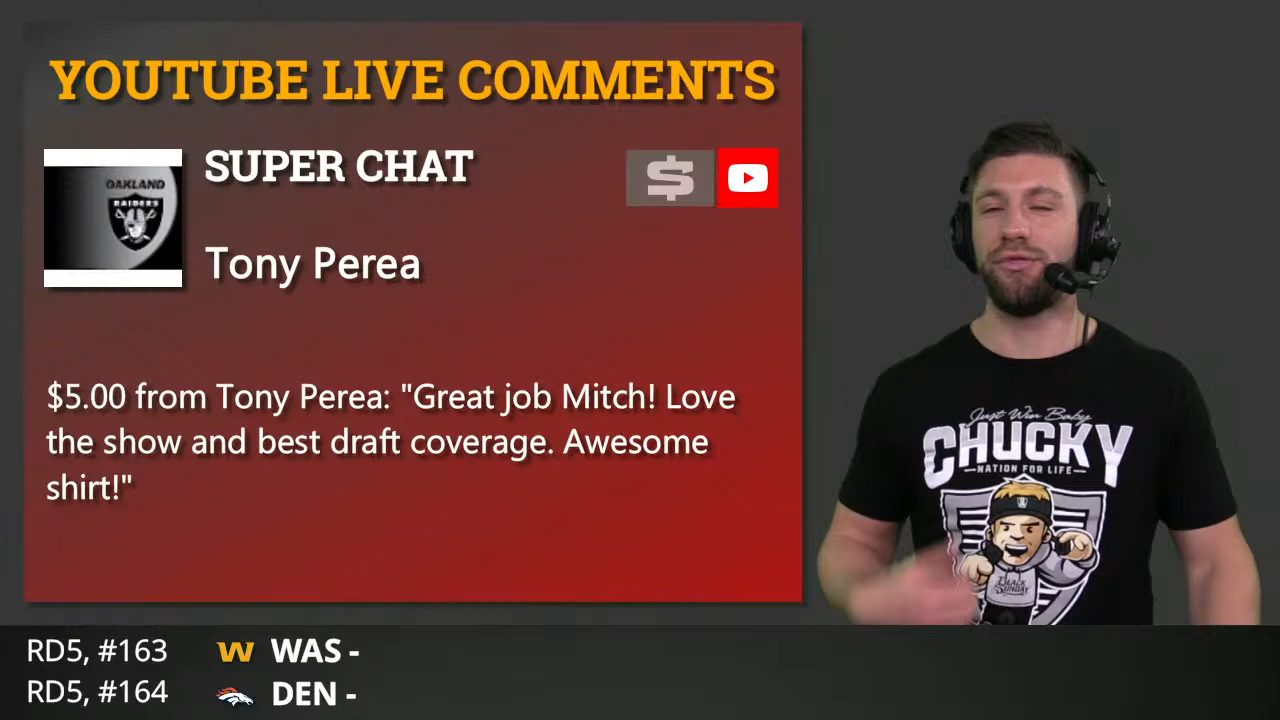 YOUTUBE LIVE COMMENTS
OAKLAND
RAIDERS
SUPER CHAT
$
Tony Perea
$5.00 from Tony Perea: "Great job Mitch! Love
the show and best draft coverage. Awesome
shirt!"
Just Win Baby
CHUCKY
NATION FOR LIFE
BLACK
SUNDAY
RD5, #163 W WAS -
RD5, #164 DEN -